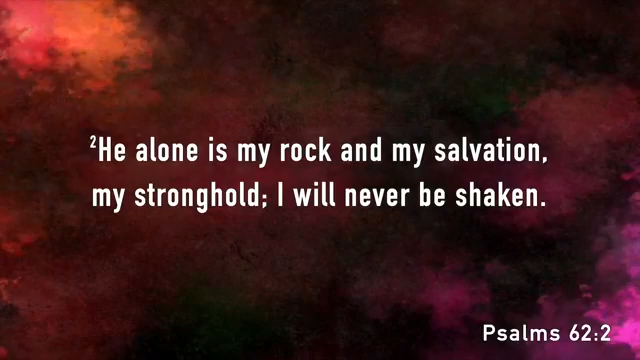 ²He alone is my rock and my salvation,
my stronghold; I will never be shaken.
Psalms 62:2